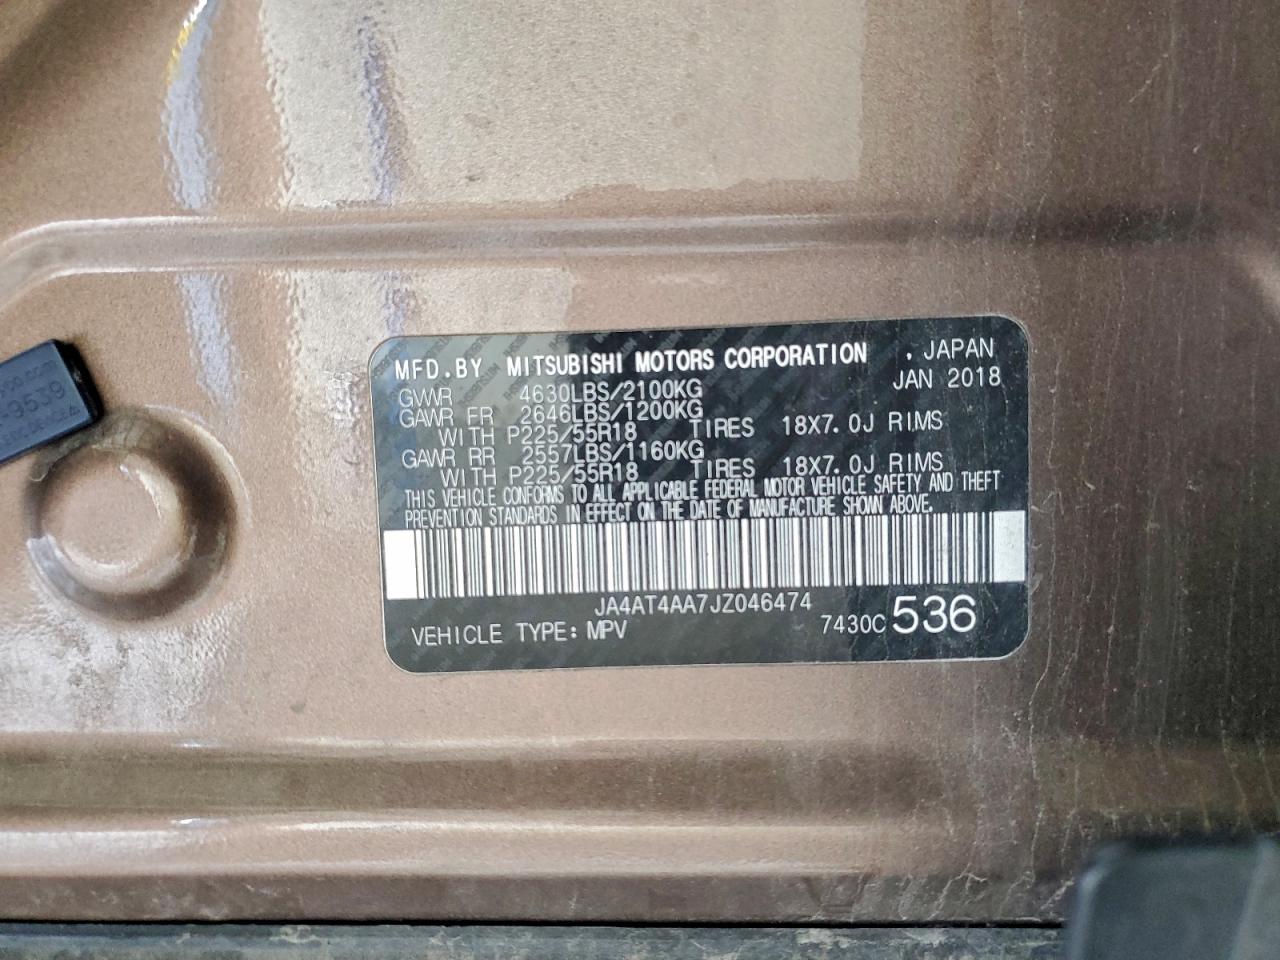 MFD.BY MITSUBISHI MOTORS CORPORATION . JAPAN
GVWR 4630LBS/2100KG JAN 2018
GAWR FR 2646LBS/1200KG
WITH P225/55R18 TIRES 18X7.0J RIMS
GAWR RR 2557LBS/1160KG
WITH P225/55R18 TIRES 18X7.0J RIMS
THIS VEHICLE CONFORMS TO ALL APPLICABLE FEDERAL MOTOR VEHICLE SAFETY AND THEFT
PREVENTION STANDARDS IN EFFECT ON THE DATE OF MANUFACTURE SHOWN ABOVE.
JA4AT4AA7JZ046474
VEHICLE TYPE: MPV 7430C 536